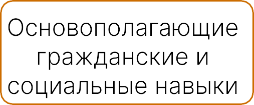 Основополагающие
гражданские и
социальные навыки